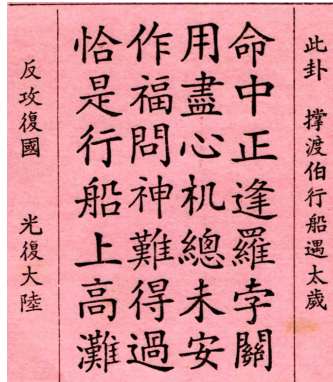 此卦 撐渡伯行船遇太歲
命中正逢羅孛關
用盡心机總未安
作福問神難得過
恰是行船上高灘
反攻復國 光復大陸